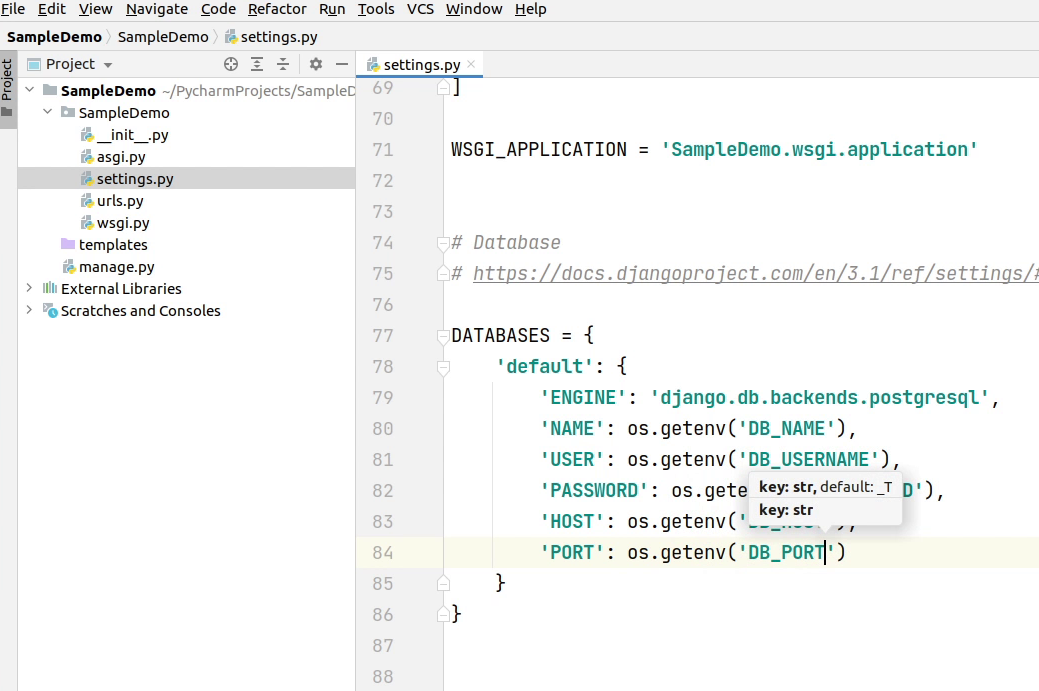 File Edit View Navigate Code Refactor Run Tools VCS Window Help
SampleDemo SampleDemo settings.py
Project
Project
settings.py
SampleDemo ~/PycharmProjects/SampleD
SampleDemo
__init__.py
asgi.py
settings.py
urls.py
wsgi.py
templates
manage.py
External Libraries
Scratches and Consoles
69 ]
70
71 WSGI_APPLICATION = 'SampleDemo.wsgi.application'
72
73
74 # Database
75 # https://docs.djangoproject.com/en/3.1/ref/settings/#
76
77 DATABASES = {
78 'default': {
79 'ENGINE': 'django.db.backends.postgresql',
80 'NAME': os.getenv('DB_NAME'),
81 'USER': os.getenv('DB_USERNAME'),
82 'PASSWORD': os.gete D'),
key: str, default: _T
key: str
83 'HOST': os.getenv('DB_HOST'),
84 'PORT': os.getenv('DB_PORT')
85 }
86 }
87
88